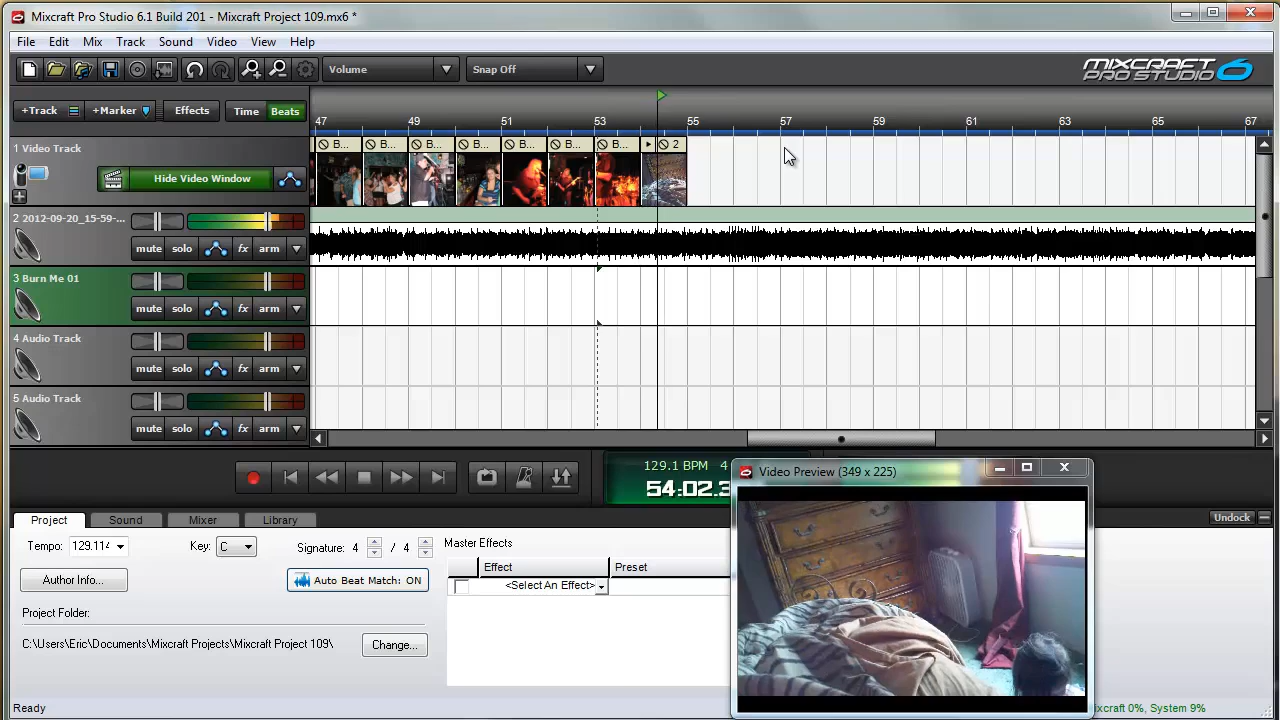 Mixcraft Pro Studio 6.1 Build 201 - Mixcraft Project 109.mx6 *
File Edit Mix Track Sound Video View Help
Volume Snap Off MIXCRAFT PRO STUDIO 6
+Track +Marker Effects Time Beats
47 49 51 53 55 57 59 61 63 65 67
1 Video Track B... B... B... B... B... B... B... 2
Hide Video Window
2 2012-09-20_15-59-...
mute solo fx arm
3 Burn Me 01
mute solo fx arm
4 Audio Track
mute solo fx arm
5 Audio Track
mute solo fx arm
129.1 BPM 4
54:02.3
Video Preview (349 x 225)
Project Sound Mixer Library Undock
Tempo: 129.114 Key: C Signature: 4 / 4 Master Effects
Effect Preset
Author Info... Auto Beat Match: ON <Select An Effect>
Project Folder:
C:\Users\Eric\Documents\Mixcraft Projects\Mixcraft Project 109\ Change...
Ready ixcraft 0%, System 9%